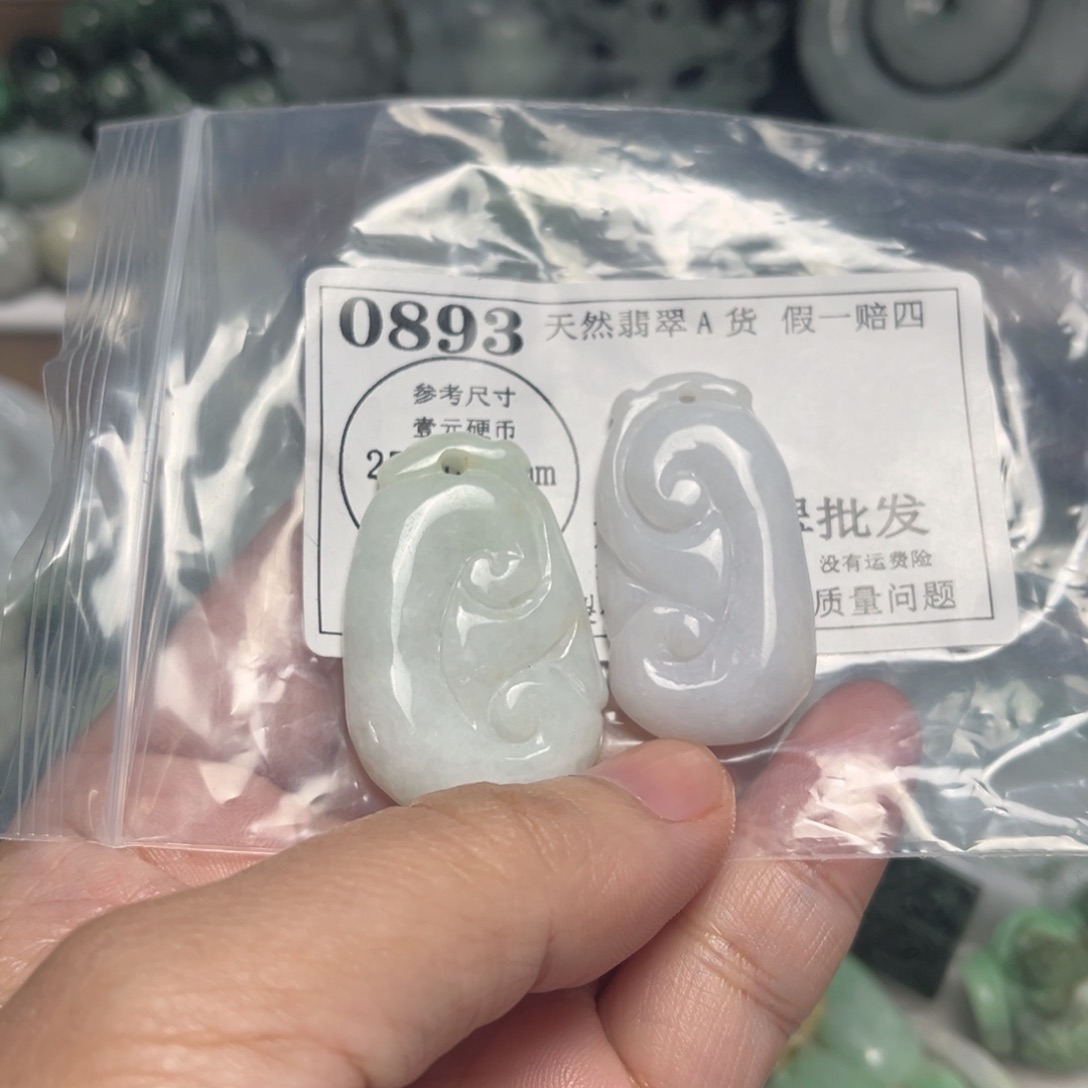 0893 天然翡翠A货 假一赔四
参考尺寸
壹元硬币
批发
没有运费险
质量问题